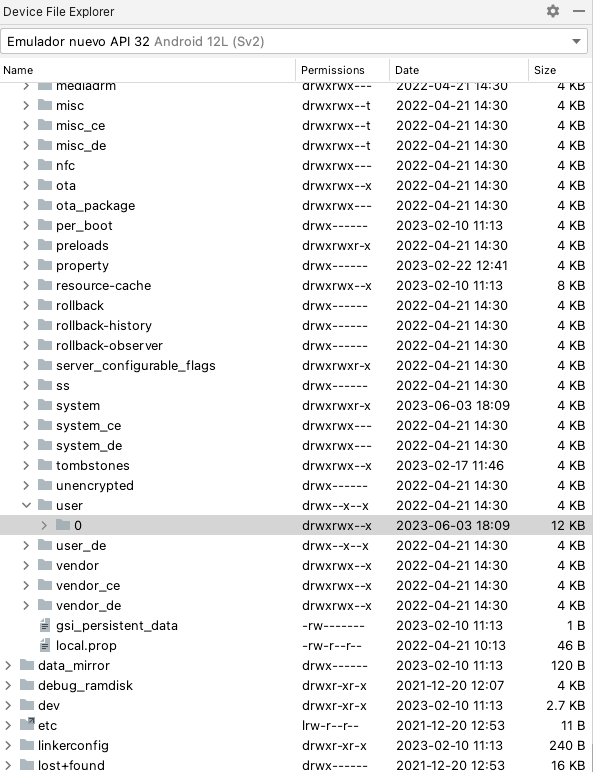 Device File Explorer
Emulador nuevo API 32 Android 12L (Sv2)
Name Permissions Date Size
mediadrm drwxrwx--- 2022-04-21 14:30 4 KB
misc drwxrwx--t 2022-04-21 14:30 4 KB
misc_ce drwxrwx--t 2022-04-21 14:30 4 KB
misc_de drwxrwx--t 2022-04-21 14:30 4 KB
nfc drwxrwx--- 2022-04-21 14:30 4 KB
ota drwxrwx--x 2022-04-21 14:30 4 KB
ota_package drwxrwx--- 2022-04-21 14:30 4 KB
per_boot drwx------ 2023-02-10 11:13 4 KB
preloads drwxrwxr-x 2022-04-21 14:30 4 KB
property drwx------ 2023-02-22 12:41 4 KB
resource-cache drwxrwx--x 2023-02-10 11:13 8 KB
rollback drwx------ 2022-04-21 14:30 4 KB
rollback-history drwx------ 2022-04-21 14:30 4 KB
rollback-observer drwx------ 2022-04-21 14:30 4 KB
server_configurable_flags drwxrwxr-x 2022-04-21 14:30 4 KB
ss drwx------ 2022-04-21 14:30 4 KB
system drwxrwxr-x 2023-06-03 18:09 4 KB
system_ce drwxrwx--- 2022-04-21 14:30 4 KB
system_de drwxrwx--- 2022-04-21 14:30 4 KB
tombstones drwxrwx--x 2023-02-17 11:46 4 KB
unencrypted drwx------ 2022-04-21 14:30 4 KB
user drwx--x--x 2022-04-21 14:30 4 KB
0 drwxrwx--x 2023-06-03 18:09 12 KB
user_de drwx--x--x 2022-04-21 14:30 4 KB
vendor drwxrwx--x 2022-04-21 14:30 4 KB
vendor_ce drwxrwx--x 2022-04-21 14:30 4 KB
vendor_de drwxrwx--x 2022-04-21 14:30 4 KB
gsi_persistent_data -rw------- 2023-02-10 11:13 1 B
local.prop -rw-r--r-- 2022-04-21 10:13 46 B
data_mirror drwx------ 2023-02-10 11:13 120 B
debug_ramdisk drwxr-xr-x 2021-12-20 12:07 4 KB
dev drwxr-xr-x 2023-02-10 11:13 2.7 KB
etc lrw-r--r-- 2021-12-20 12:53 11 B
linkerconfig drwxr-xr-x 2023-02-10 11:13 240 B
lost+found drwx------ 2021-12-20 12:53 16 KB